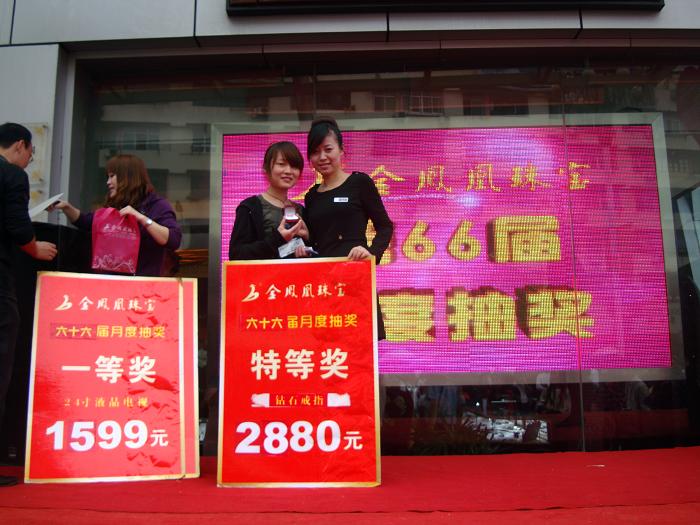 金鳳凰珠宝
66届
度抽奖
金鳳凰珠宝
六十六届月度抽奖
一等奖
24寸液晶电视
1599元
金鳳凰珠宝
六十六届月度抽奖
特等奖
钻石戒指
2880元